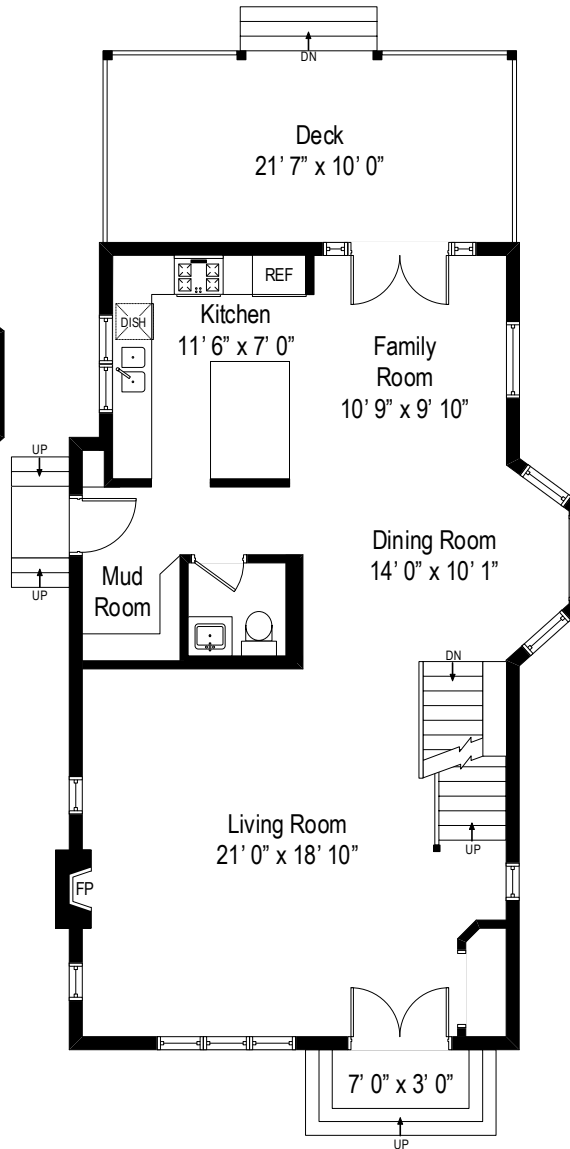 DN
Deck
21' 7" x 10' 0"
REF
DISH
Kitchen
11' 6" x 7' 0"
Family
Room
10' 9" x 9' 10"
UP
UP
Mud
Room
Dining Room
14' 0" x 10' 1"
DN
UP
Living Room
21' 0" x 18' 10"
FP
7' 0" x 3' 0"
UP